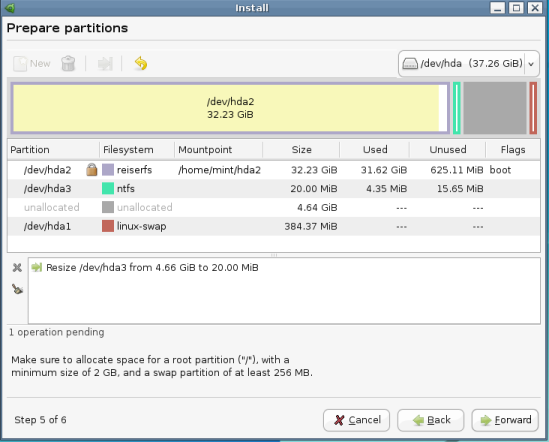 Install
Prepare partitions
New
/dev/hda (37.26 GiB)
/dev/hda2
32.23 GiB
Partition Filesystem Mountpoint Size Used Unused Flags
/dev/hda2 reiserfs /home/mint/hda2 32.23 GiB 31.62 GiB 625.11 MiB boot
/dev/hda3 ntfs 20.00 MiB 4.35 MiB 15.65 MiB
unallocated unallocated 4.64 GiB --- ---
/dev/hda1 linux-swap 384.37 MiB --- ---
Resize /dev/hda3 from 4.66 GiB to 20.00 MiB
1 operation pending
Make sure to allocate space for a root partition ("/"), with a
minimum size of 2 GB, and a swap partition of at least 256 MB.
Step 5 of 6
Cancel Back Forward